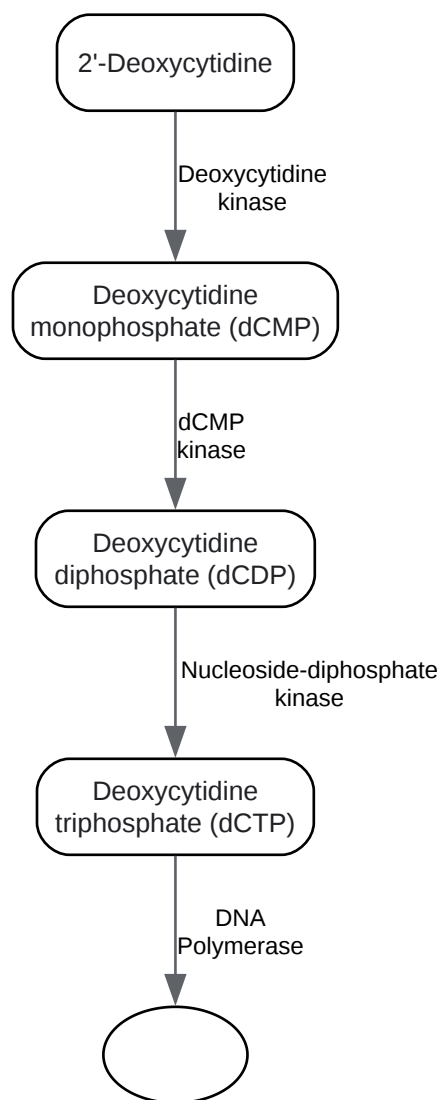 2'-Deoxycytidine
Deoxycytidine
kinase
Deoxycytidine
monophosphate (dCMP)
dCMP
kinase
Deoxycytidine
diphosphate (dCDP)
Nucleoside-diphosphate
kinase
Deoxycytidine
triphosphate (dCTP)
DNA
Polymerase